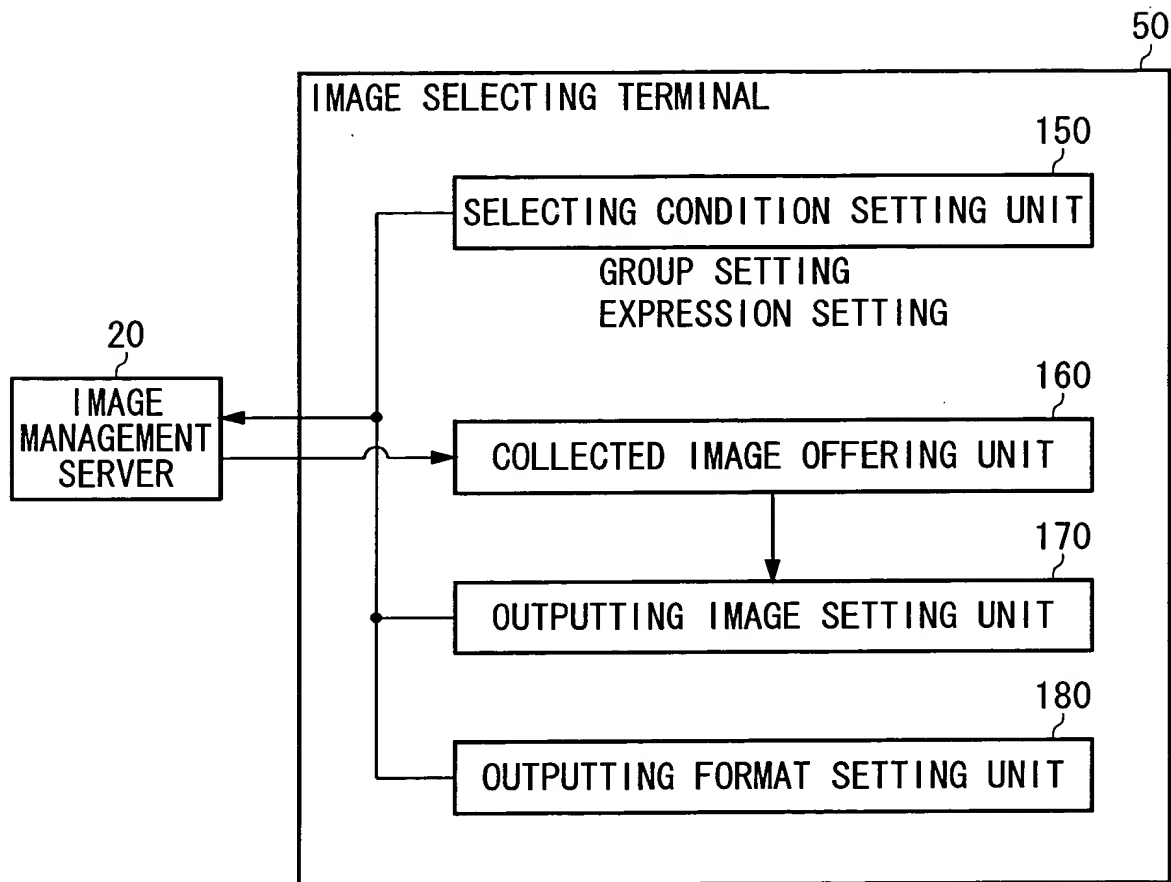 50
IMAGE SELECTING TERMINAL
150
SELECTING CONDITION SETTING UNIT
GROUP SETTING
EXPRESSION SETTING
20
IMAGE
MANAGEMENT
SERVER
160
COLLECTED IMAGE OFFERING UNIT
170
OUTPUTTING IMAGE SETTING UNIT
180
OUTPUTTING FORMAT SETTING UNIT